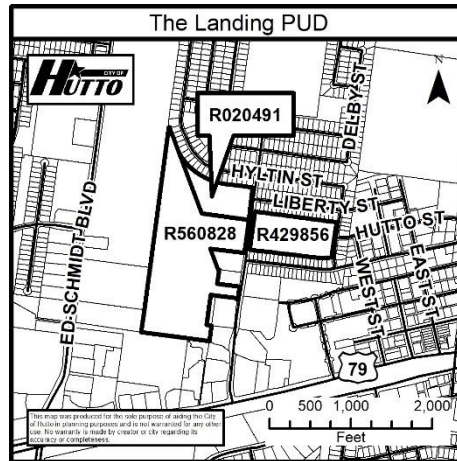 The Landing PUD
CITY OF
HUTTO
N
R020491
DELBY ST
HYLTIN ST
LIBERTY ST
HUTTO ST
R560828
R429856
ED SCHMIDT BLVD
WEST ST
EAST ST
79
This map was produced for the sole purpose of aiding the City
of Hutto in planning purposes and is not warranted for any other
use. No warranty is made by creator or city regarding its
accuracy or completeness.
0 500 1,000 2,000
Feet